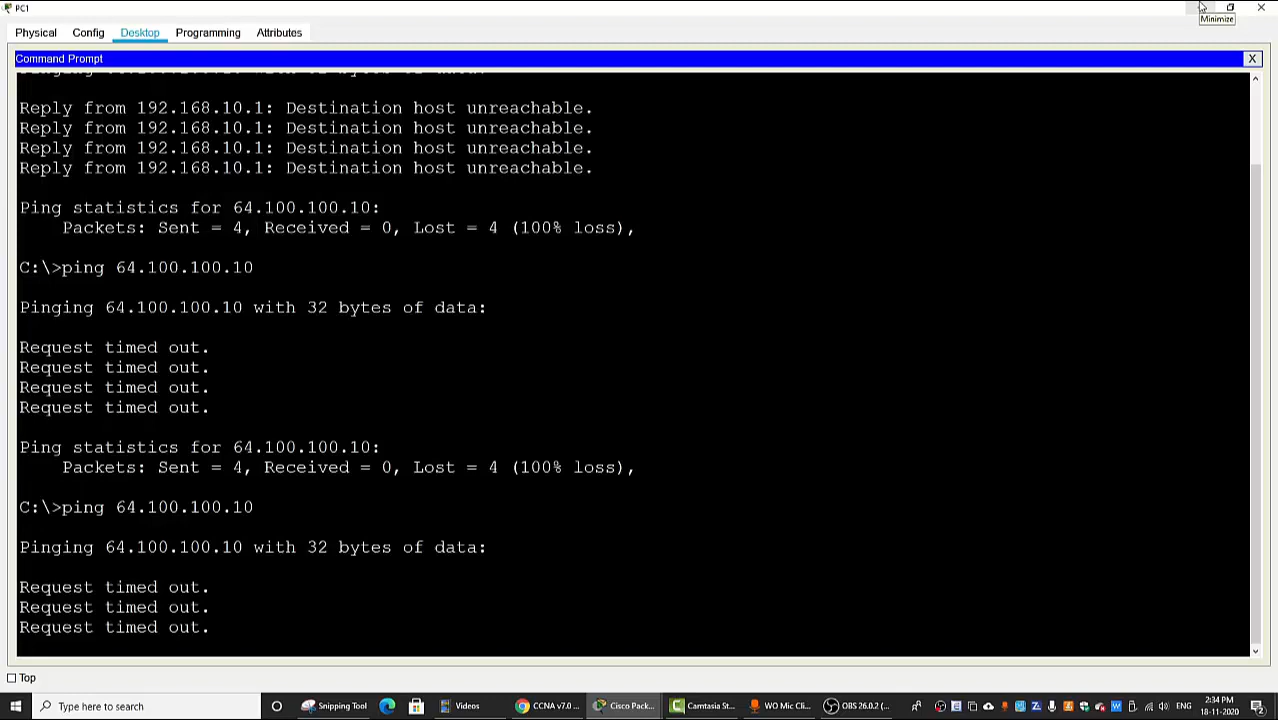 PC1
Minimize
Physical Config Desktop Programming Attributes
Command Prompt X
Reply from 192.168.10.1: Destination host unreachable.
Reply from 192.168.10.1: Destination host unreachable.
Reply from 192.168.10.1: Destination host unreachable.
Reply from 192.168.10.1: Destination host unreachable.
Ping statistics for 64.100.100.10:
Packets: Sent = 4, Received = 0, Lost = 4 (100% loss),
C:\>ping 64.100.100.10
Pinging 64.100.100.10 with 32 bytes of data:
Request timed out.
Request timed out.
Request timed out.
Request timed out.
Ping statistics for 64.100.100.10:
Packets: Sent = 4, Received = 0, Lost = 4 (100% loss),
C:\>ping 64.100.100.10
Pinging 64.100.100.10 with 32 bytes of data:
Request timed out.
Request timed out.
Request timed out.
Top
Type here to search Snipping Tool Videos CCNA v7.0 ... Cisco Pack... Camtasia St... WO Mic Cli... OBS 26.0.2 (... ENG 2:34 PM
18-11-2020